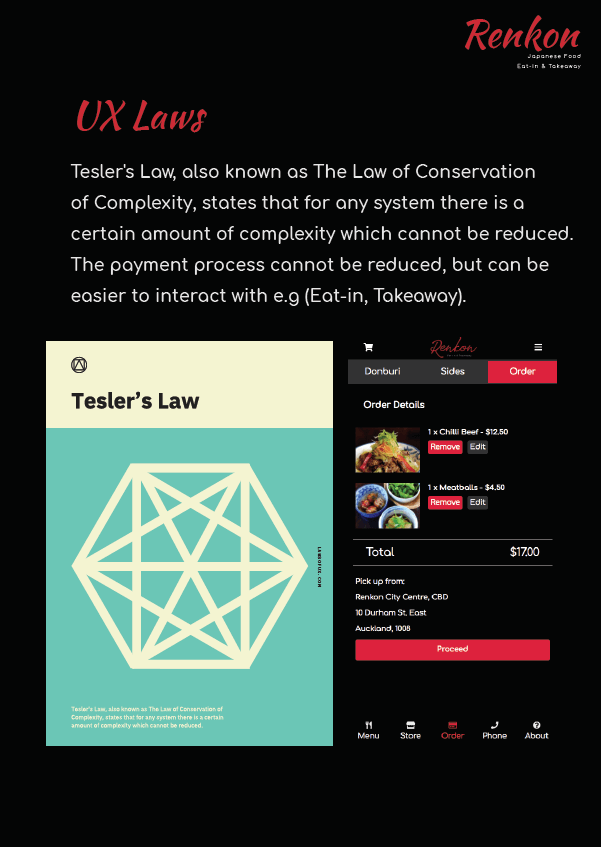 Renkon
Japanese Food
Eat-in & Takeaway
UX Laws
Tesler's Law, also known as The Law of Conservation
of Complexity, states that for any system there is a
certain amount of complexity which cannot be reduced.
The payment process cannot be reduced, but can be
easier to interact with e.g (Eat-in, Takeaway).
Tesler's Law
LAWSOFUX.COM
Tesler's Law, also known as The Law of Conservation of
Complexity, states that for any system there is a certain
amount of complexity which cannot be reduced.
Renkon
Donburi Sides Order
Order Details
1 x Chilli Beef - $12.50
Remove Edit
1 x Meatballs - $4.50
Remove Edit
Total $17.00
Pick up from:
Renkon City Centre, CBD
10 Durham St. East
Auckland, 1008
Proceed
Menu Store Order Phone About